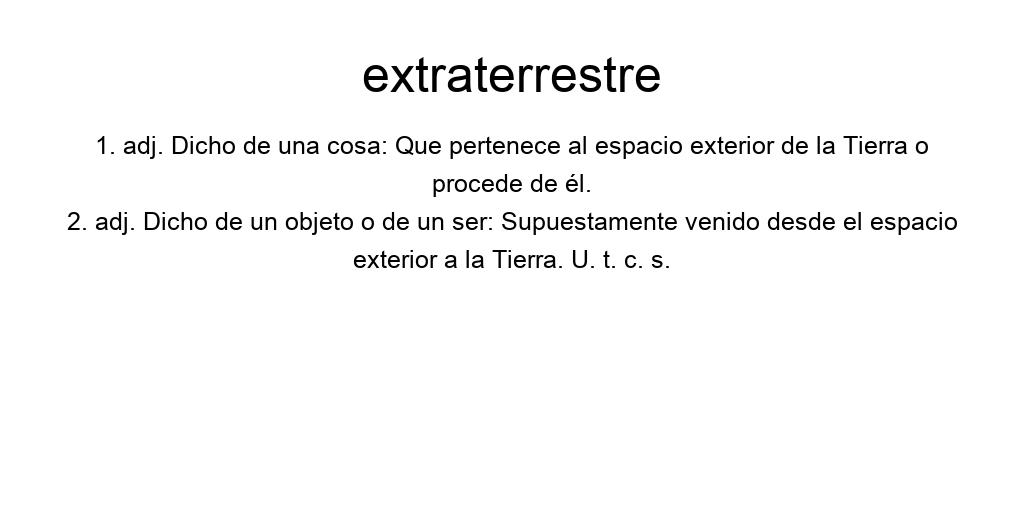 extraterrestre
1. adj. Dicho de una cosa: Que pertenece al espacio exterior de la Tierra o
procede de él.
2. adj. Dicho de un objeto o de un ser: Supuestamente venido desde el espacio
exterior a la Tierra. U. t. c. s.